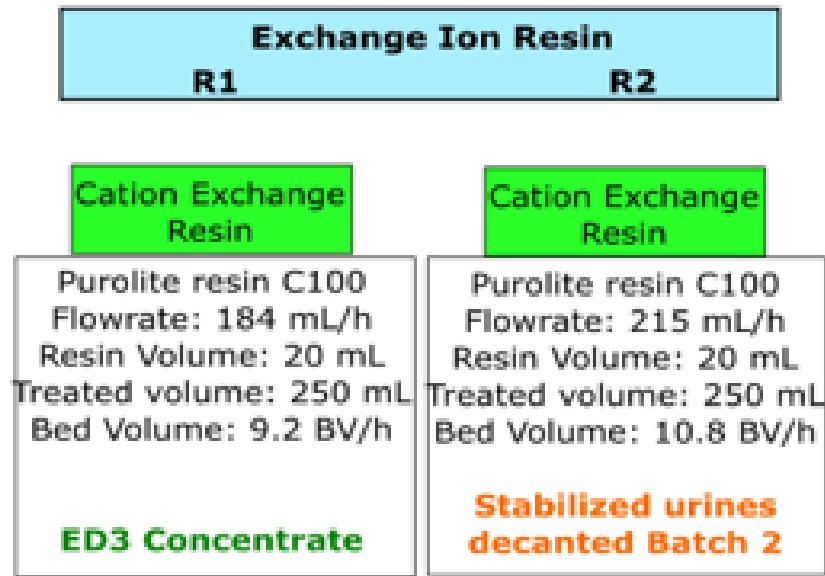 Exchange Ion Resin
R1 R2
Cation Exchange
Resin
Purolite resin C100
Flowrate: 184 mL/h
Resin Volume: 20 mL
Treated volume: 250 mL
Bed Volume: 9.2 BV/h
ED3 Concentrate
Cation Exchange
Resin
Purolite resin C100
Flowrate: 215 mL/h
Resin Volume: 20 mL
Treated volume: 250 mL
Bed Volume: 10.8 BV/h
Stabilized urines
decanted Batch 2